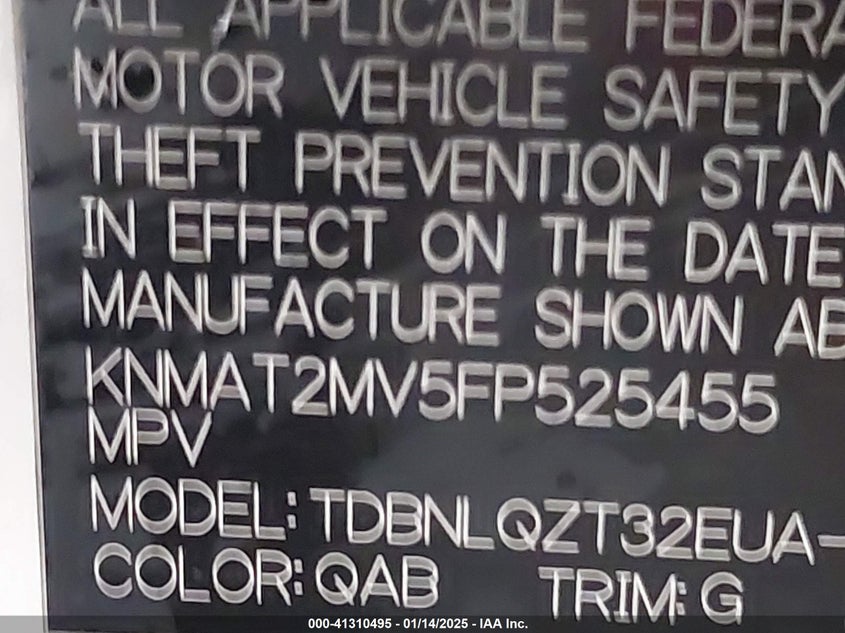 ALL APPLICABLE FEDERA
MOTOR VEHICLE SAFETY
THEFT PREVENTION STAN
IN EFFECT ON THE DATE
MANUFACTURE SHOWN AB
KNMAT2MV5FP525455
MPV
MODEL: TDBNLQZT32EUA-
COLOR: QAB TRIM: G
000-41310495 - 01/14/2025 - IAA Inc.